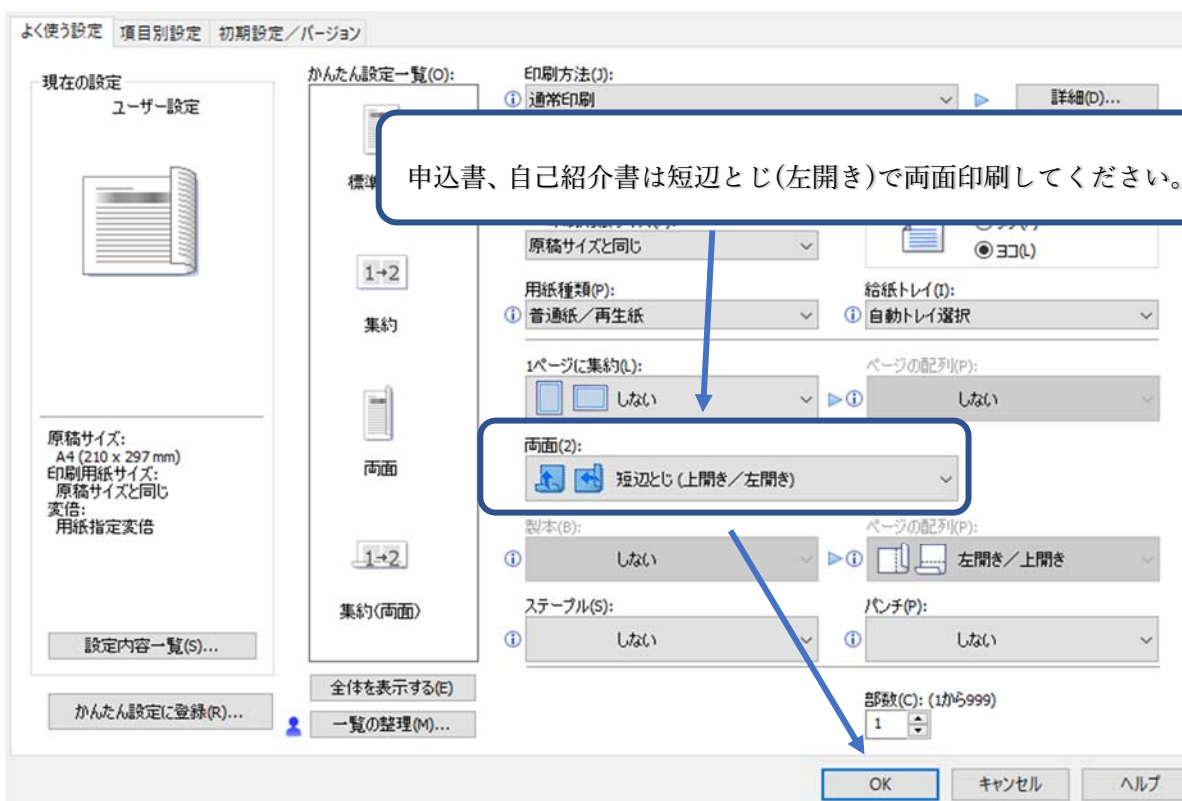 よく使う設定 項目別設定 初期設定／バージョン
現在の設定
ユーザー設定
原稿サイズ:
A4 (210 x 297 mm)
印刷用紙サイズ:
原稿サイズと同じ
変倍:
用紙指定変倍
設定内容一覧(S)...
かんたん設定に登録(R)...
かんたん設定一覧(O):
1→2
集約
両面
1→2
集約(両面)
全体を表示する(E)
一覧の整理(M)...
印刷方法(J):
通常印刷
詳細(D)...
申込書、自己紹介書は短辺とじ(左開き)で両面印刷してください。
原稿サイズと同じ
ヨコ(L)
用紙種類(P):
普通紙／再生紙
給紙トレイ(I):
自動トレイ選択
1ページに集約(L):
しない
ページの配列(P):
しない
両面(2):
短辺とじ (上開き／左開き)
製本(B):
しない
ページの配列(P):
左開き／上開き
ステープル(S):
しない
パンチ(P):
しない
部数(C): (1から999)
1
OK キャンセル ヘルプ